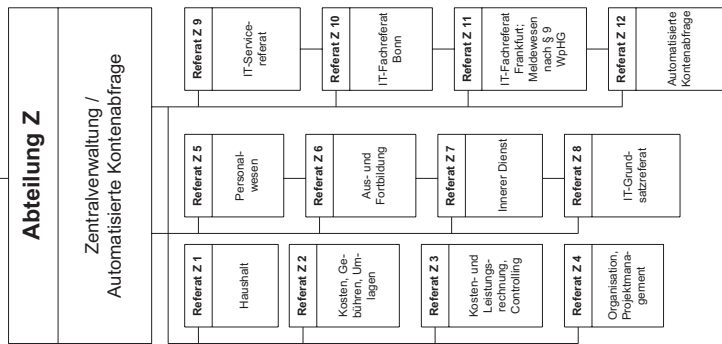 Abteilung Z
Zentralverwaltung /
Automatisierte Kontenabfrage
Referat Z 1
Haushalt
Referat Z 2
Kosten, Ge-
bühren, Um-
lagen
Referat Z 3
Kosten- und
Leistungs-
rechnung,
Controlling
Referat Z 4
Organisation,
Projektmana-
gement
Referat Z 5
Personal-
wesen
Referat Z 6
Aus- und
Fortbildung
Referat Z 7
Innerer Dienst
Referat Z 8
IT-Grund-
satzreferat
Referat Z 9
IT-Service-
referat
Referat Z 10
IT-Fachreferat
Bonn
Referat Z 11
IT-Fachreferat
Frankfurt;
Meldewesen
nach § 9
WpHG
Referat Z 12
Automatisierte
Kontenabfrage